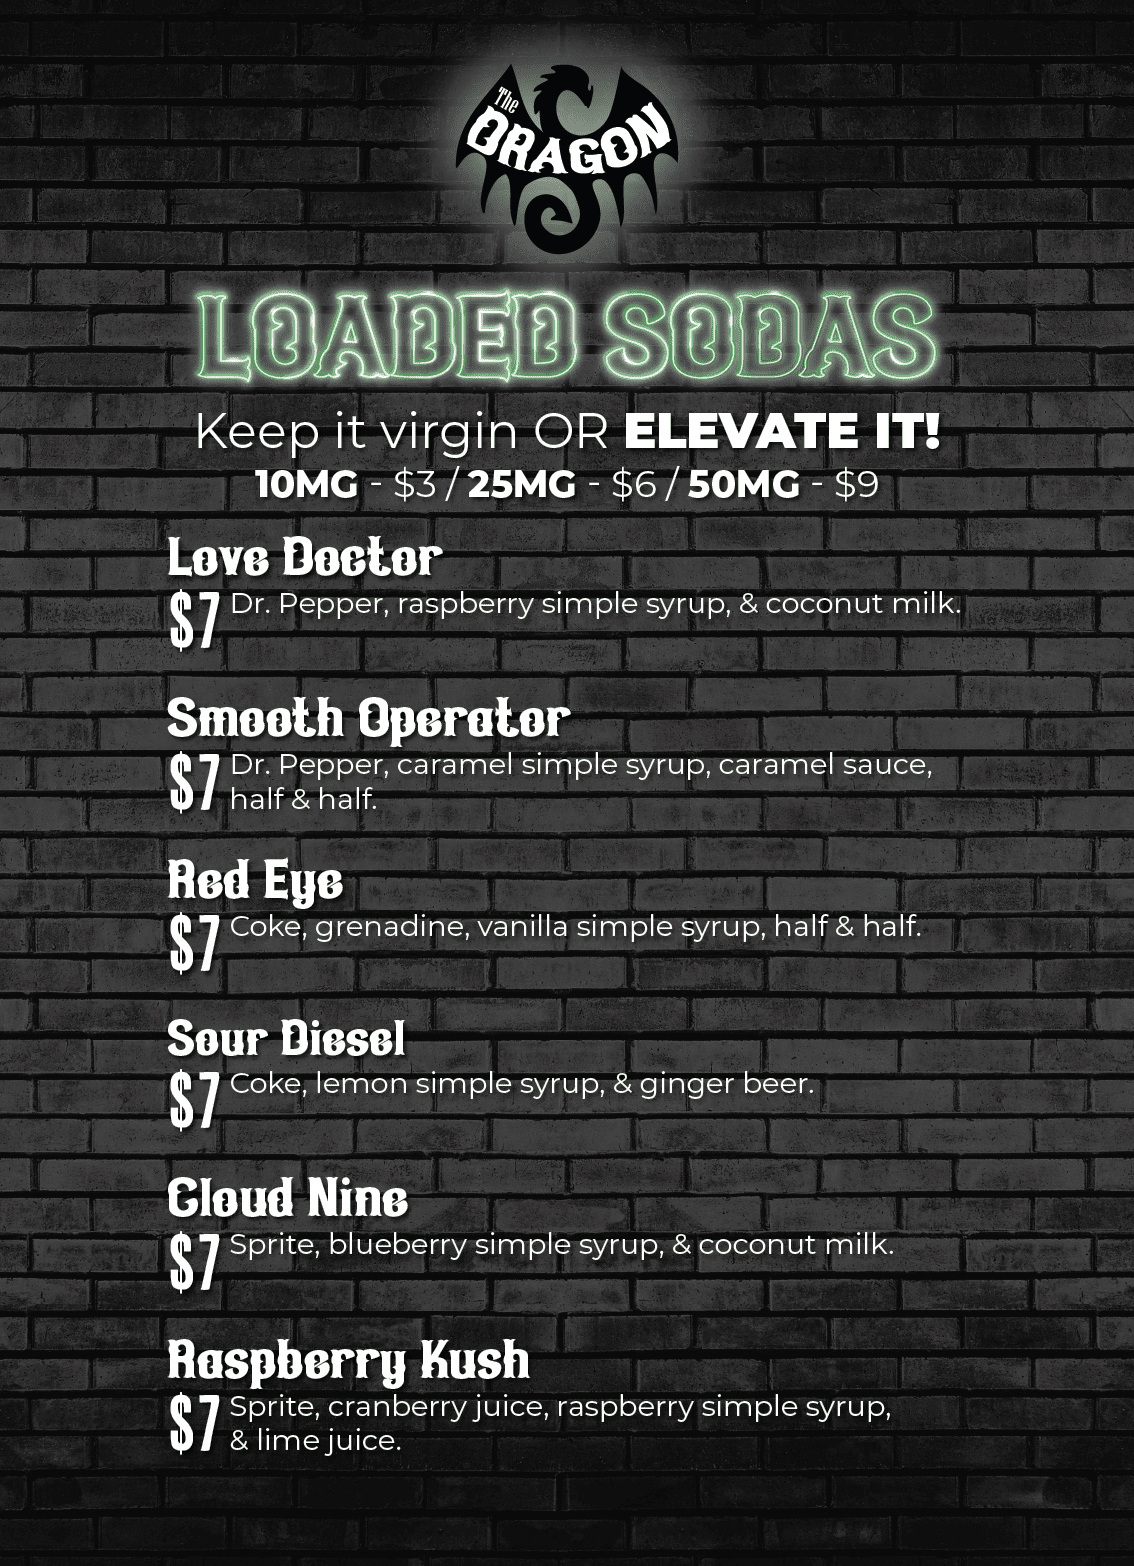 The
DRAGON
LOADED SODAS
Keep it virgin OR ELEVATE IT!
10MG - $3 / 25MG - $6 / 50MG - $9
Love Doctor
$7 Dr. Pepper, raspberry simple syrup, & coconut milk.
Smooth Operator
$7 Dr. Pepper, caramel simple syrup, caramel sauce,
half & half.
Red Eye
$7 Coke, grenadine, vanilla simple syrup, half & half.
Sour Diesel
$7 Coke, lemon simple syrup, & ginger beer.
Cloud Nine
$7 Sprite, blueberry simple syrup, & coconut milk.
Raspberry Kush
$7 Sprite, cranberry juice, raspberry simple syrup,
& lime juice.